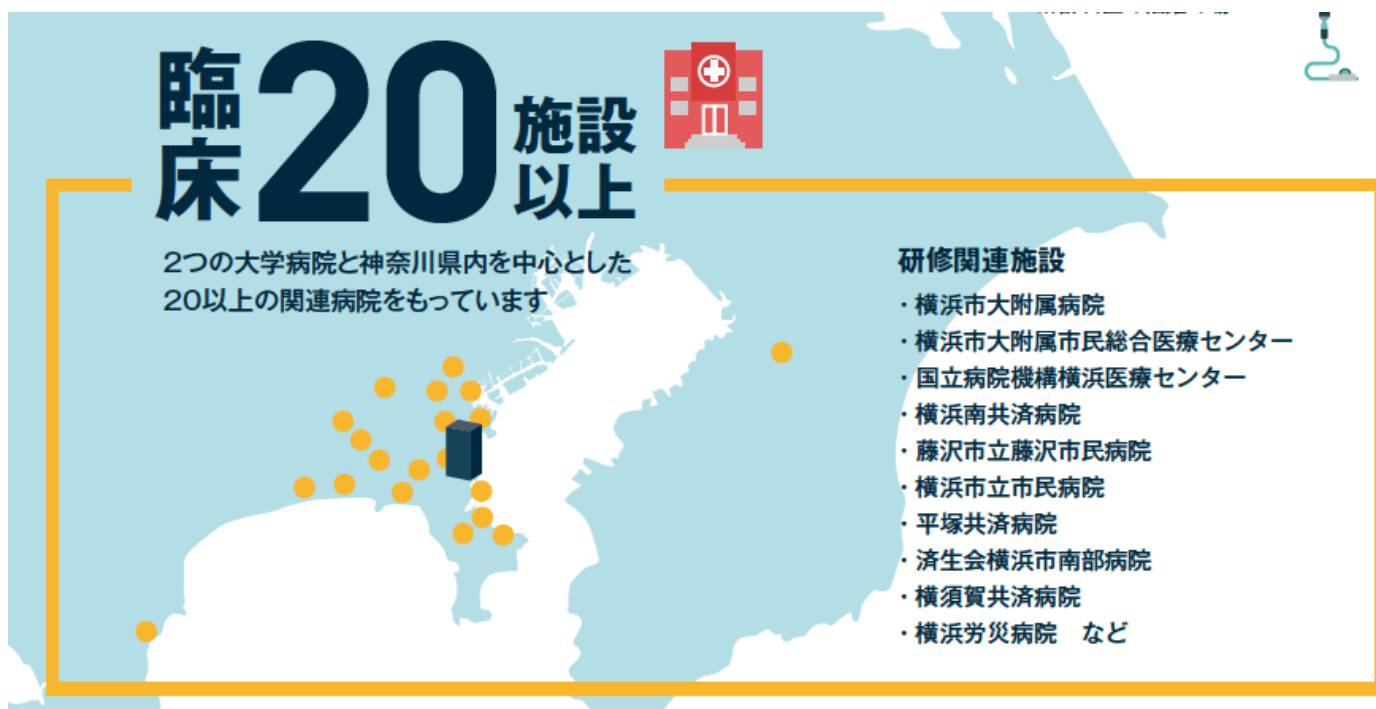 臨床20施設以上
2つの大学病院と神奈川県内を中心とした
20以上の関連病院をもっています
研修関連施設
・横浜市大附属病院
・横浜市大附属市民総合医療センター
・国立病院機構横浜医療センター
・横浜南共済病院
・藤沢市立藤沢市民病院
・横浜市立市民病院
・平塚共済病院
・済生会横浜市南部病院
・横須賀共済病院
・横浜労災病院　など